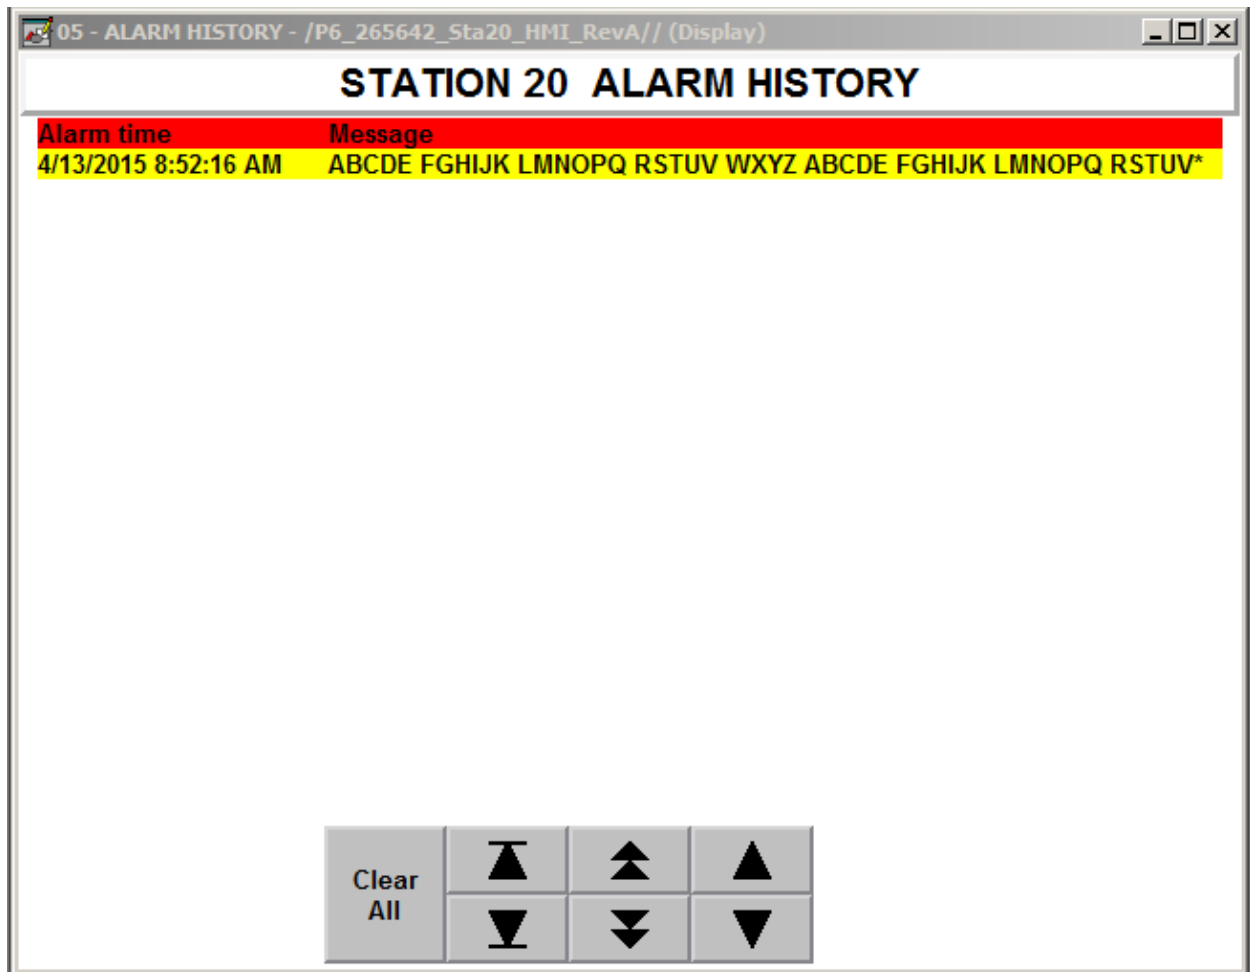 05 - ALARM HISTORY - /P6_265642_Sta20_HMI_RevA// (Display)
STATION 20 ALARM HISTORY
Alarm time Message
4/13/2015 8:52:16 AM ABCDE FGHIJK LMNOPQ RSTUV WXYZ ABCDE FGHIJK LMNOPQ RSTUV*
Clear
All